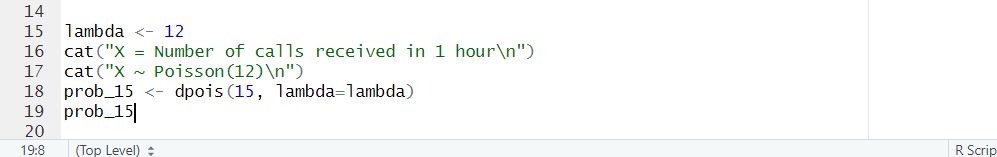 14
15 lambda <- 12
16 cat("X = Number of calls received in 1 hour\n")
17 cat("X ~ Poisson(12)\n")
18 prob_15 <- dpois(15, lambda=lambda)
19 prob_15
20
19:8 (Top Level) R Scrip